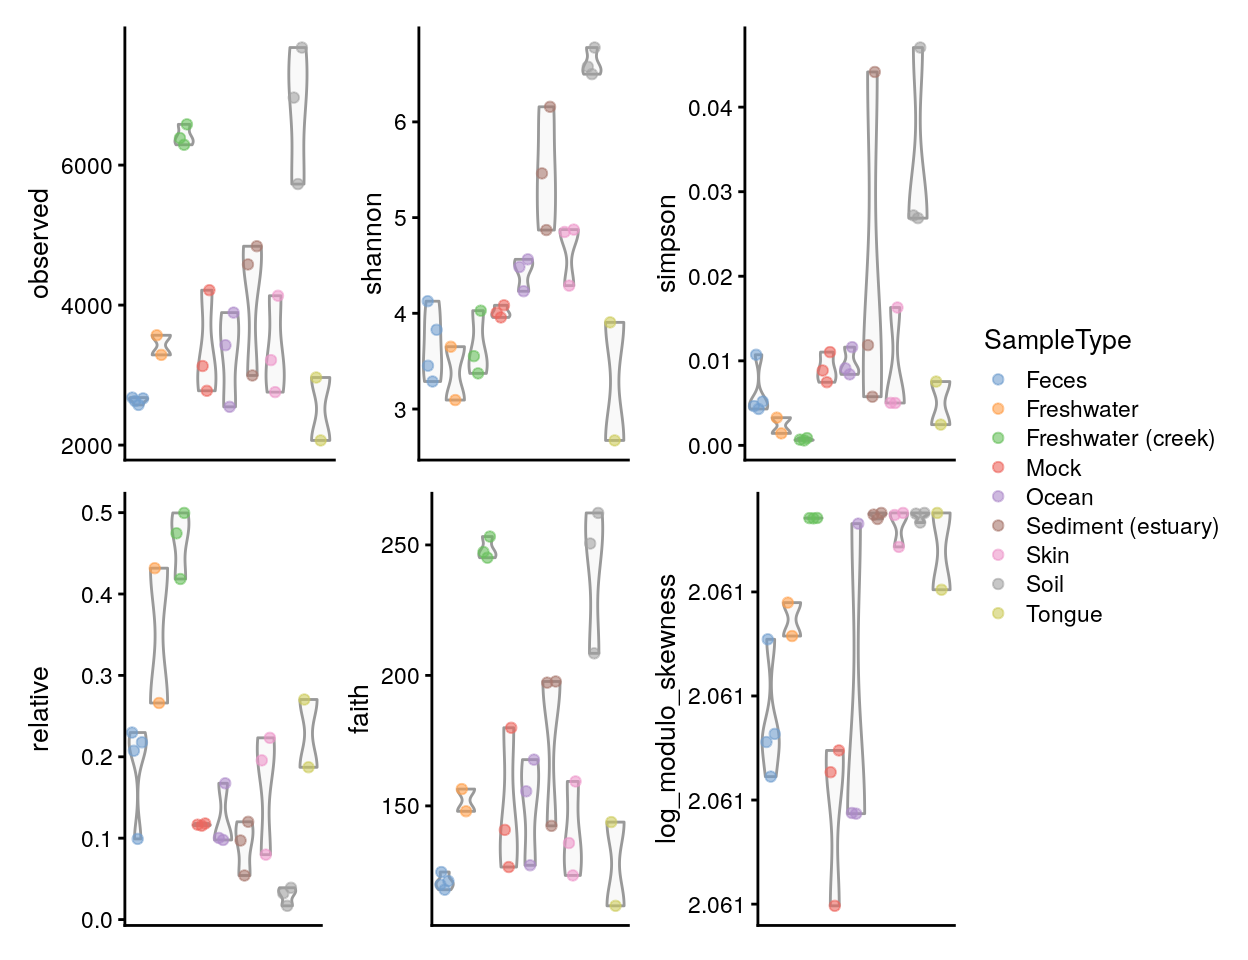 observed
6000
4000
2000
shannon
6
5
4
3
simpson
0.04
0.03
0.02
0.01
0.00
relative
0.5
0.4
0.3
0.2
0.1
0.0
faith
250
200
150
log_modulo_skewness
2.061
2.061
2.061
2.061
SampleType
Feces
Freshwater
Freshwater (creek)
Mock
Ocean
Sediment (estuary)
Skin
Soil
Tongue